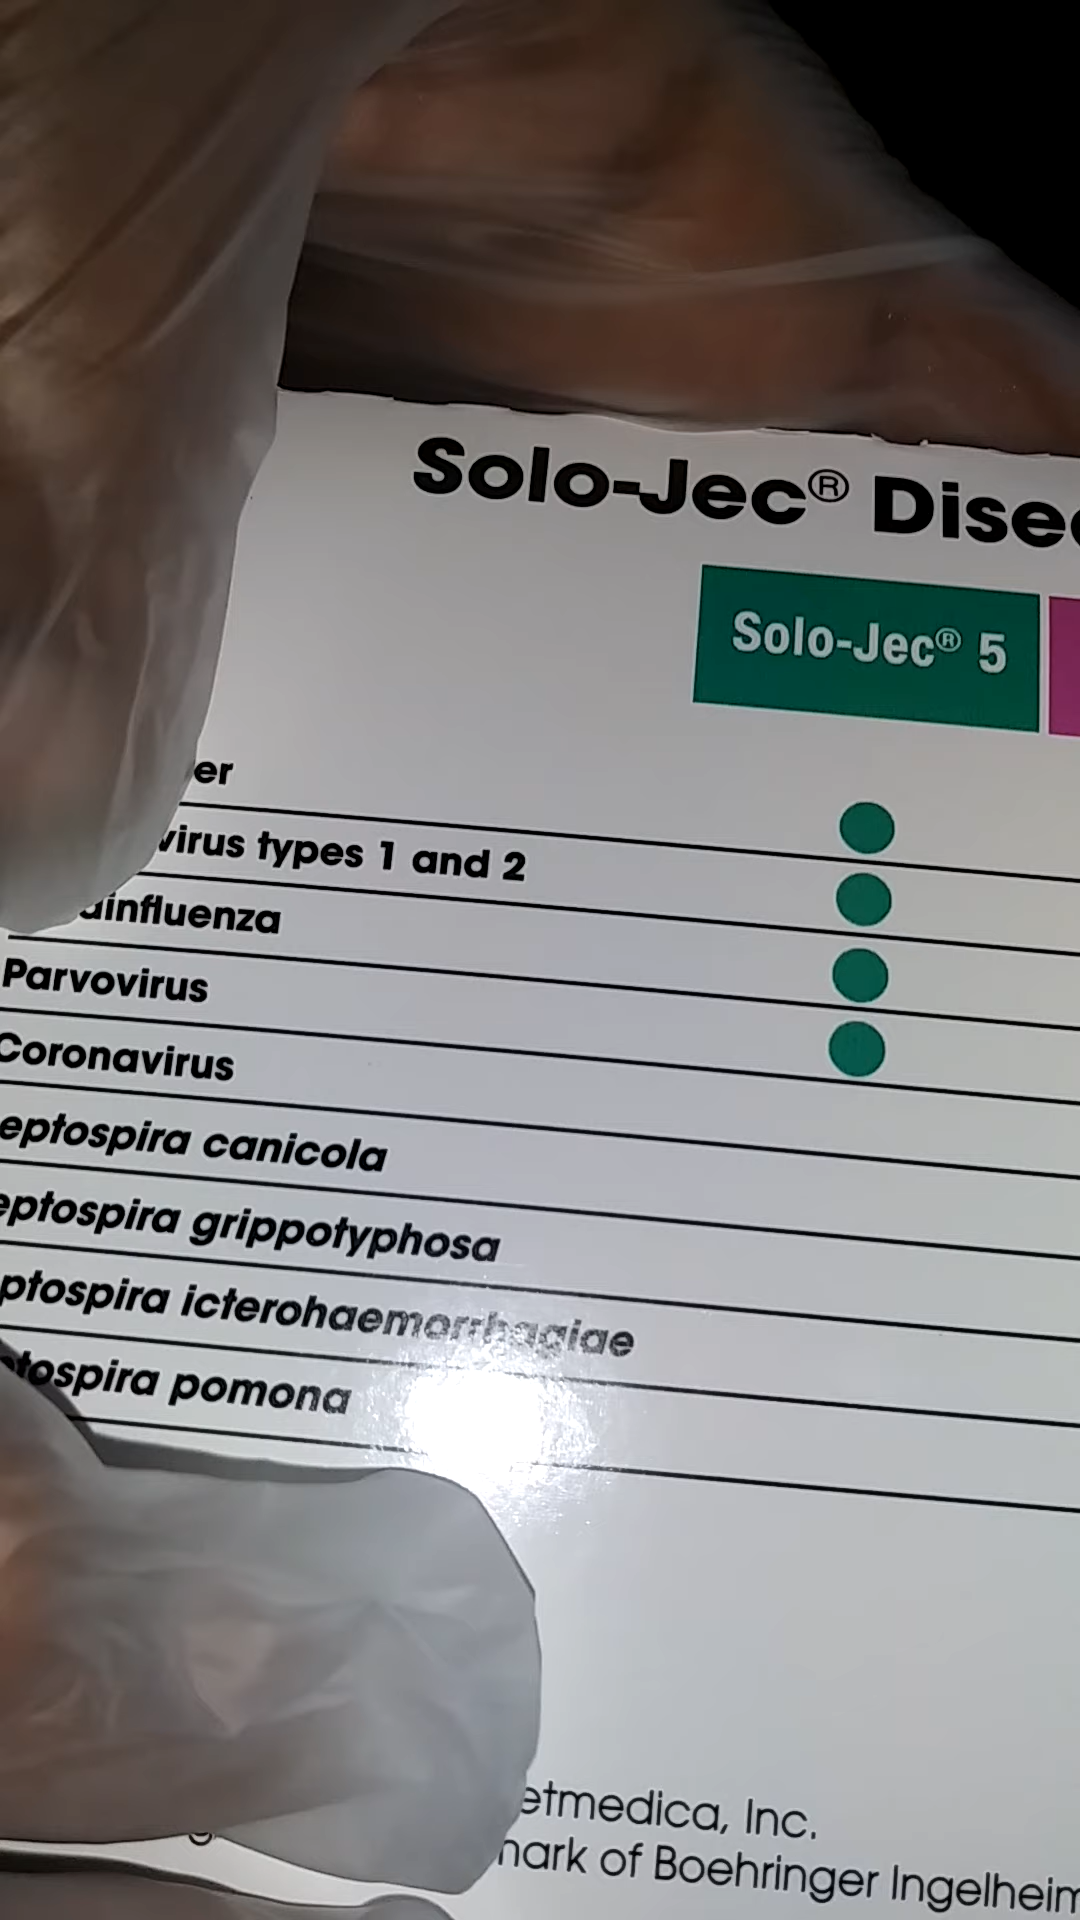 Solo-Jec® Dise
Solo-Jec® 5
er
virus types 1 and 2
ainfluenza
Parvovirus
Coronavirus
eptospira canicola
eptospira grippotyphosa
ptospira icterohaemorrhagiae
tospira pomona
etmedica, Inc.
mark of Boehringer Ingelheim